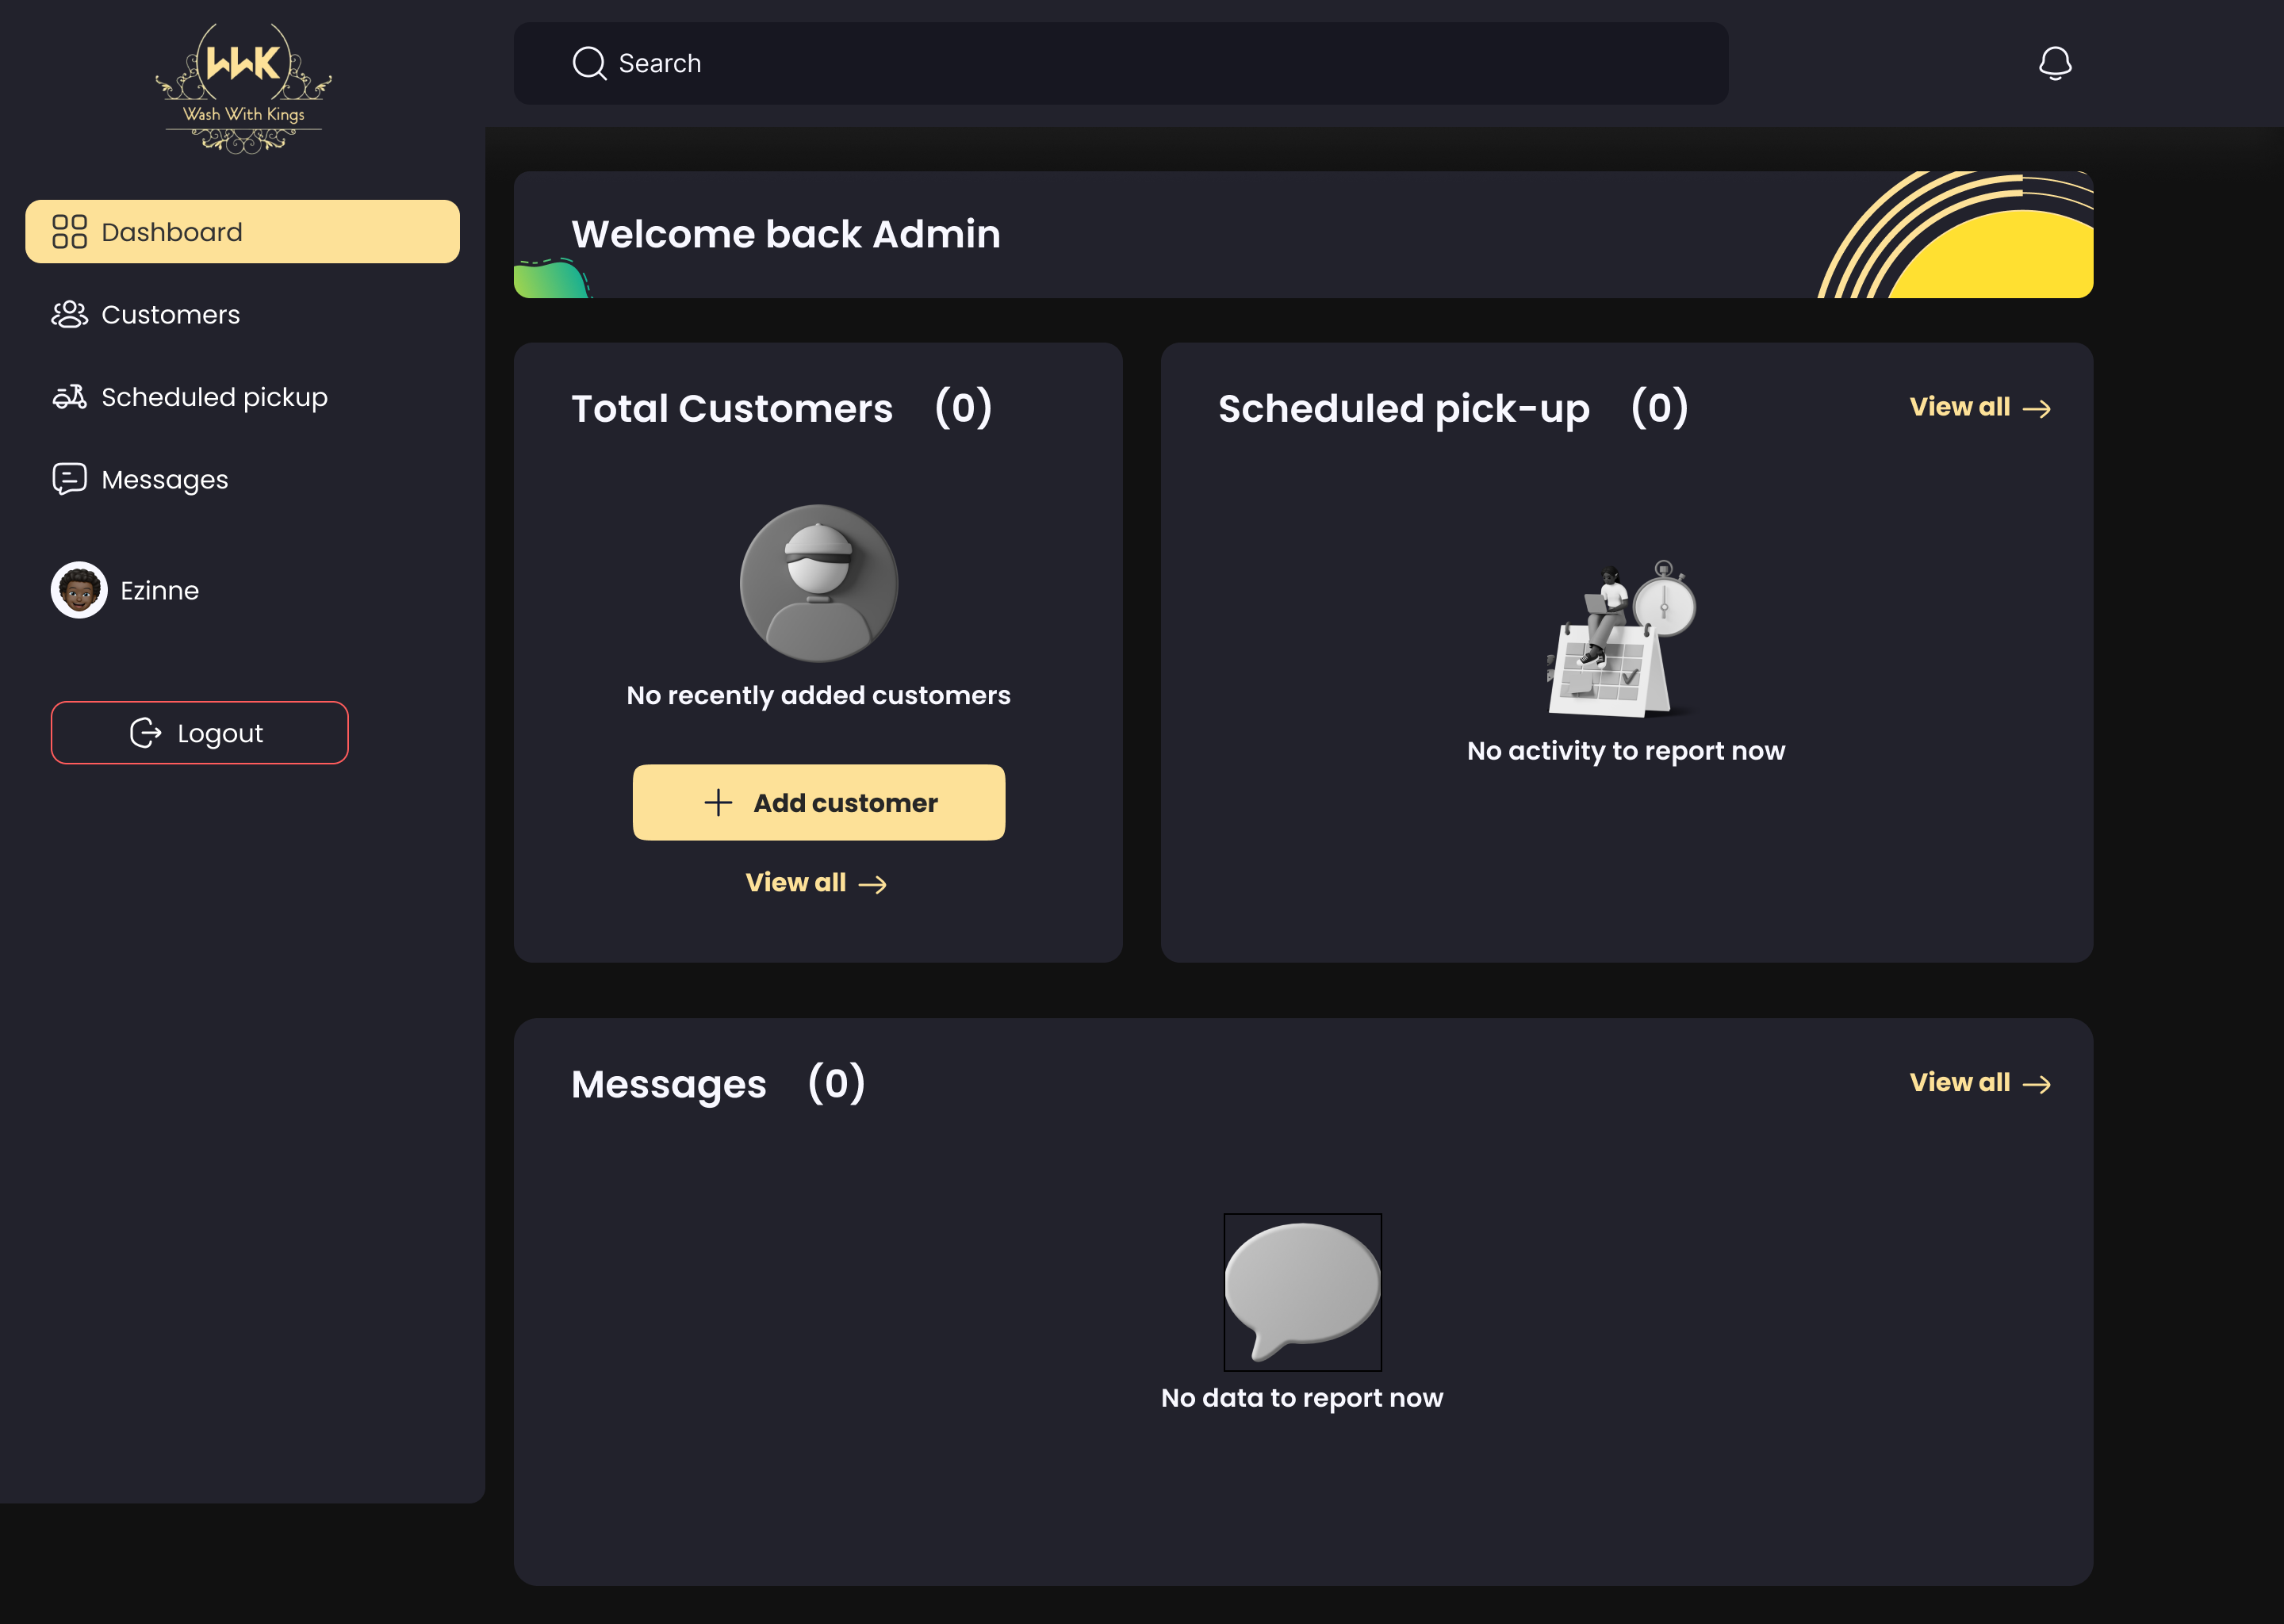 WWK
Wash With Kings
Search
Dashboard
Customers
Scheduled pickup
Messages
Ezinne
Logout
Welcome back Admin
Total Customers (0)
No recently added customers
Add customer
View all
Scheduled pick-up (0)
View all
No activity to report now
Messages (0)
View all
No data to report now